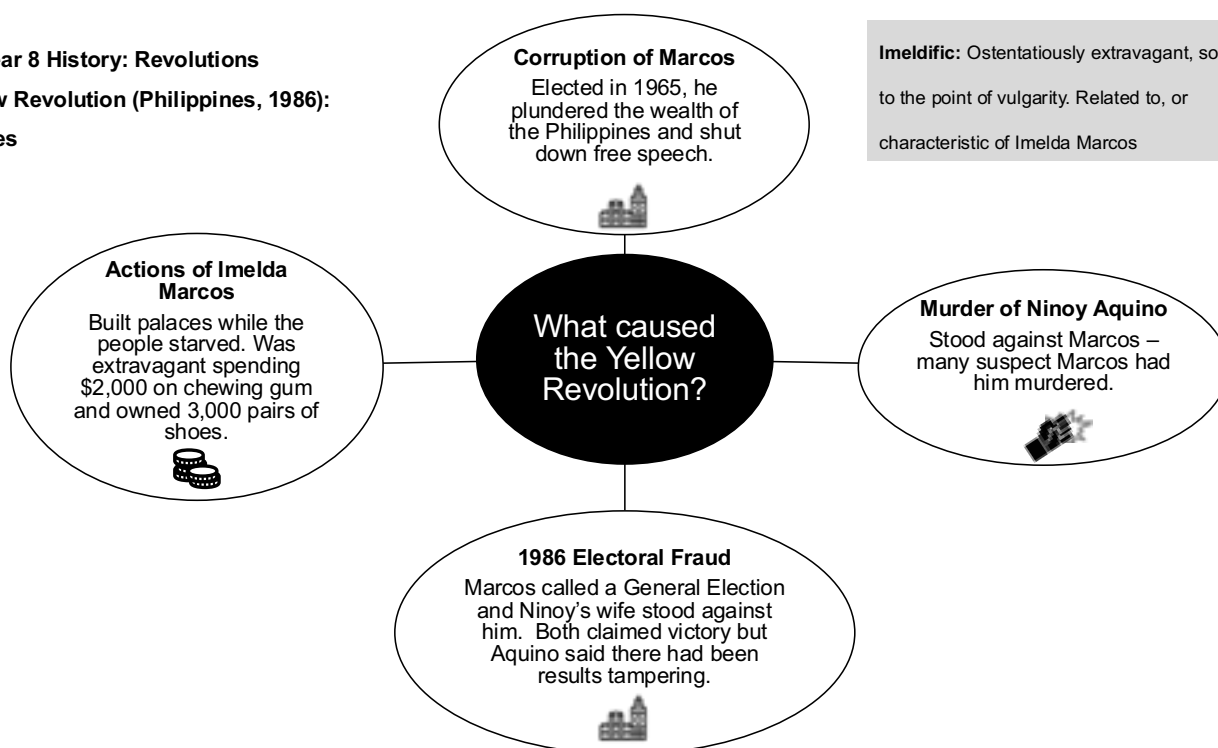 ar 8 History: Revolutions
w Revolution (Philippines, 1986):
es
Corruption of Marcos
Elected in 1965, he
plundered the wealth of
the Philippines and shut
down free speech.
Imeldific: Ostentatiously extravagant, so
to the point of vulgarity. Related to, or
characteristic of Imelda Marcos
Actions of Imelda
Marcos
Built palaces while the
people starved. Was
extravagant spending
$2,000 on chewing gum
and owned 3,000 pairs of
shoes.
What caused
the Yellow
Revolution?
Murder of Ninoy Aquino
Stood against Marcos –
many suspect Marcos had
him murdered.
1986 Electoral Fraud
Marcos called a General Election
and Ninoy’s wife stood against
him.  Both claimed victory but
Aquino said there had been
results tampering.